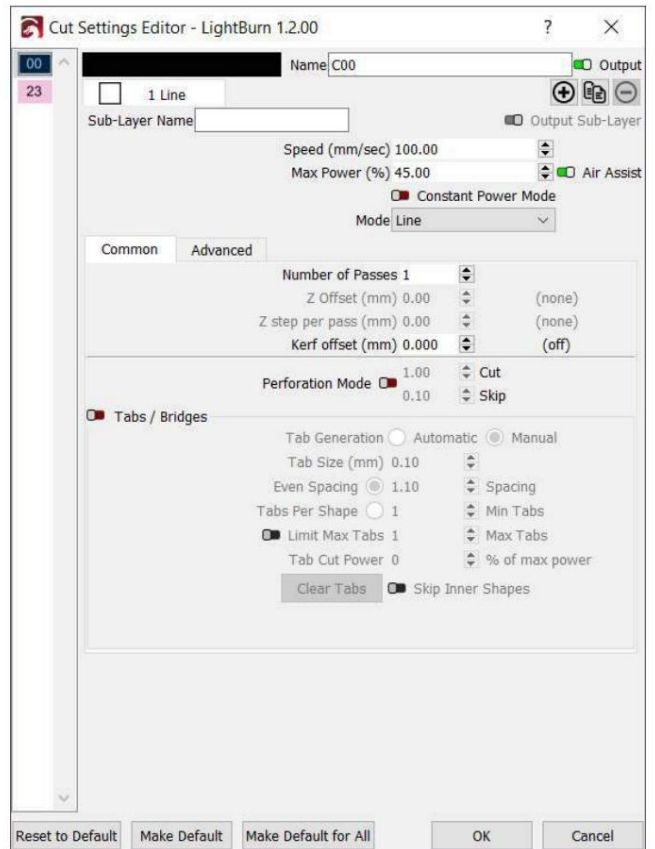 Cut Settings Editor - LightBurn 1.2.00 ? ×
00 Name C00 Output
23 1 Line
Sub-Layer Name Output Sub-Layer
Speed (mm/sec) 100.00
Max Power (%) 45.00 Air Assist
Constant Power Mode
Mode Line
Common Advanced
Number of Passes 1
Z Offset (mm) 0.00 (none)
Z step per pass (mm) 0.00 (none)
Kerf offset (mm) 0.000 (off)
Perforation Mode 1.00 Cut
0.10 Skip
Tabs / Bridges
Tab Generation Automatic Manual
Tab Size (mm) 0.10
Even Spacing 1.10 Spacing
Tabs Per Shape 1 Min Tabs
Limit Max Tabs 1 Max Tabs
Tab Cut Power 0 % of max power
Clear Tabs Skip Inner Shapes
Reset to Default Make Default Make Default for All OK Cancel